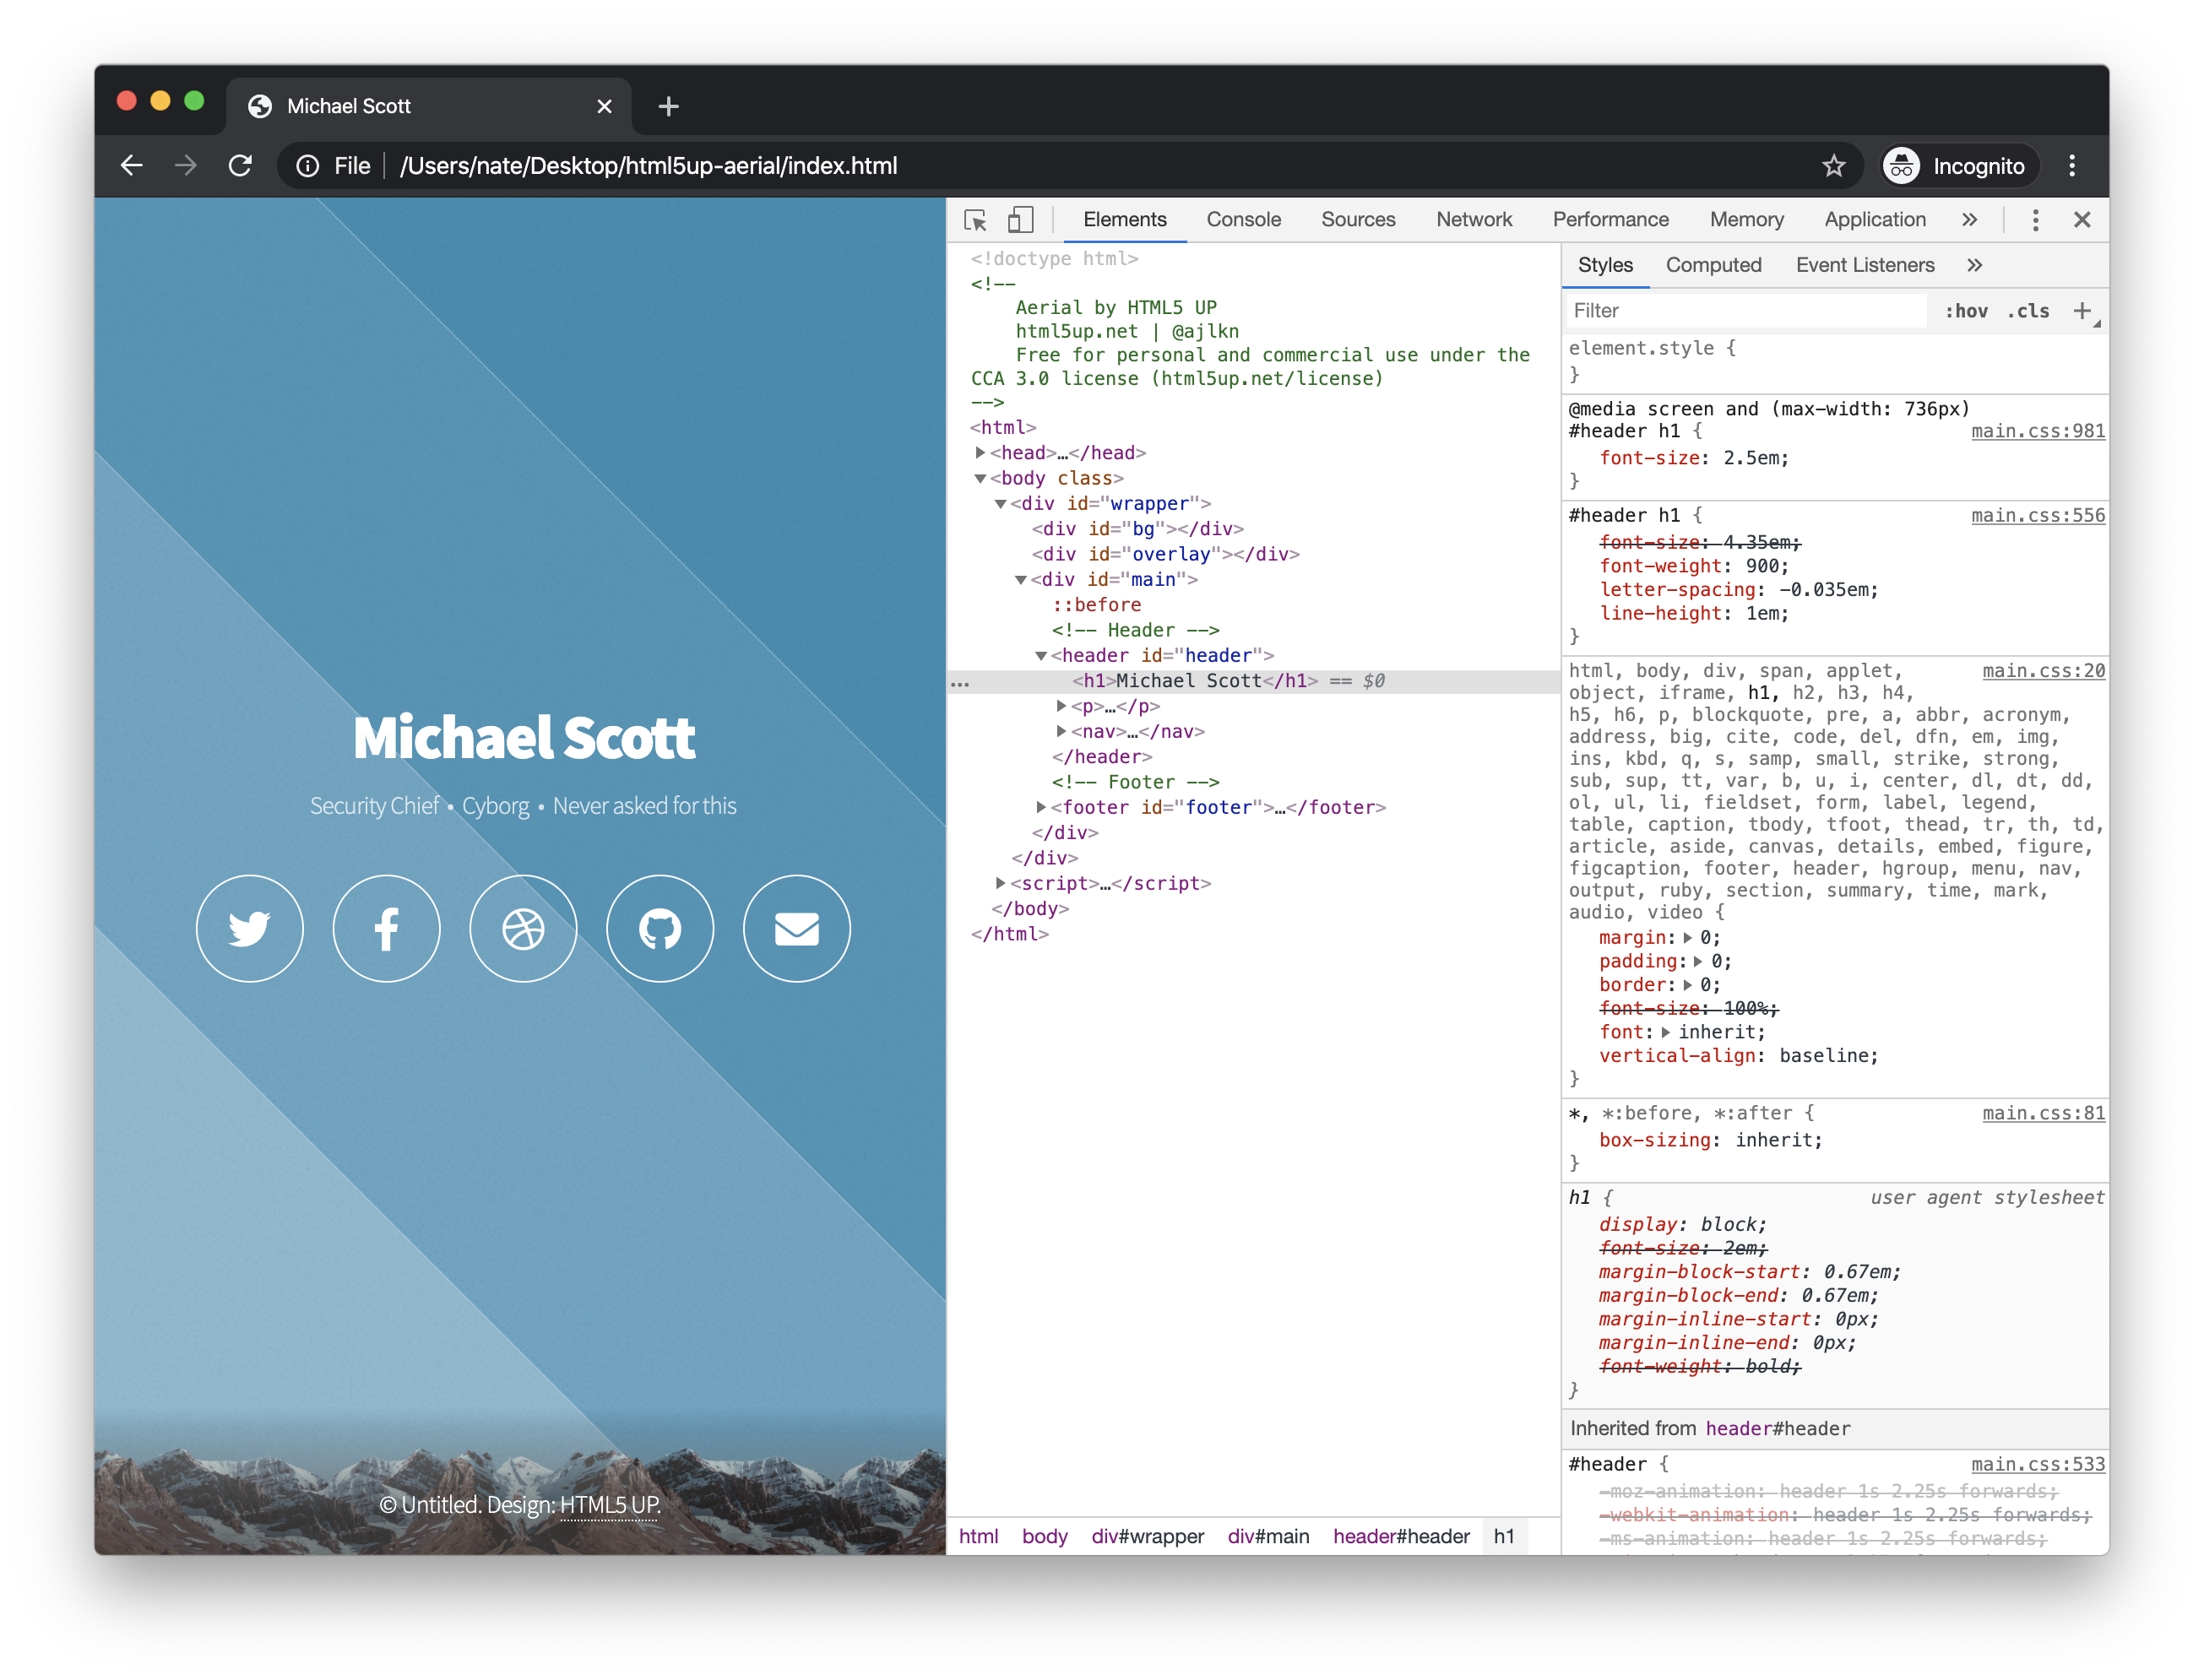 Michael Scott
File /Users/nate/Desktop/html5up-aerial/index.html Incognito
Michael Scott
Security Chief • Cyborg • Never asked for this
© Untitled. Design: HTML5 UP.
Elements Console Sources Network Performance Memory Application »
<!doctype html>
<!--
Aerial by HTML5 UP
html5up.net | @ajlkn
Free for personal and commercial use under the
CCA 3.0 license (html5up.net/license)
-->
<html>
<head>…</head>
<body class>
<div id="wrapper">
<div id="bg"></div>
<div id="overlay"></div>
<div id="main">
::before
<!-- Header -->
<header id="header">
… <h1>Michael Scott</h1> == $0
<p>…</p>
<nav>…</nav>
</header>
<!-- Footer -->
<footer id="footer">…</footer>
</div>
</div>
<script>…</script>
</body>
</html>
html body div#wrapper div#main header#header h1
Styles Computed Event Listeners »
Filter :hov .cls +
element.style {
}
@media screen and (max-width: 736px)
#header h1 { main.css:981
font-size: 2.5em;
}
#header h1 { main.css:556
font-size: 4.35em;
font-weight: 900;
letter-spacing: -0.035em;
line-height: 1em;
}
html, body, div, span, applet, main.css:20
object, iframe, h1, h2, h3, h4,
h5, h6, p, blockquote, pre, a, abbr, acronym,
address, big, cite, code, del, dfn, em, img,
ins, kbd, q, s, samp, small, strike, strong,
sub, sup, tt, var, b, u, i, center, dl, dt, dd,
ol, ul, li, fieldset, form, label, legend,
table, caption, tbody, tfoot, thead, tr, th, td,
article, aside, canvas, details, embed, figure,
figcaption, footer, header, hgroup, menu, nav,
output, ruby, section, summary, time, mark,
audio, video {
margin: 0;
padding: 0;
border: 0;
font-size: 100%;
font: inherit;
vertical-align: baseline;
}
*, *:before, *:after { main.css:81
box-sizing: inherit;
}
h1 { user agent stylesheet
display: block;
font-size: 2em;
margin-block-start: 0.67em;
margin-block-end: 0.67em;
margin-inline-start: 0px;
margin-inline-end: 0px;
font-weight: bold;
}
Inherited from header#header
#header { main.css:533
-moz-animation: header 1s 2.25s forwards;
-webkit-animation: header 1s 2.25s forwards;
-ms-animation: header 1s 2.25s forwards;